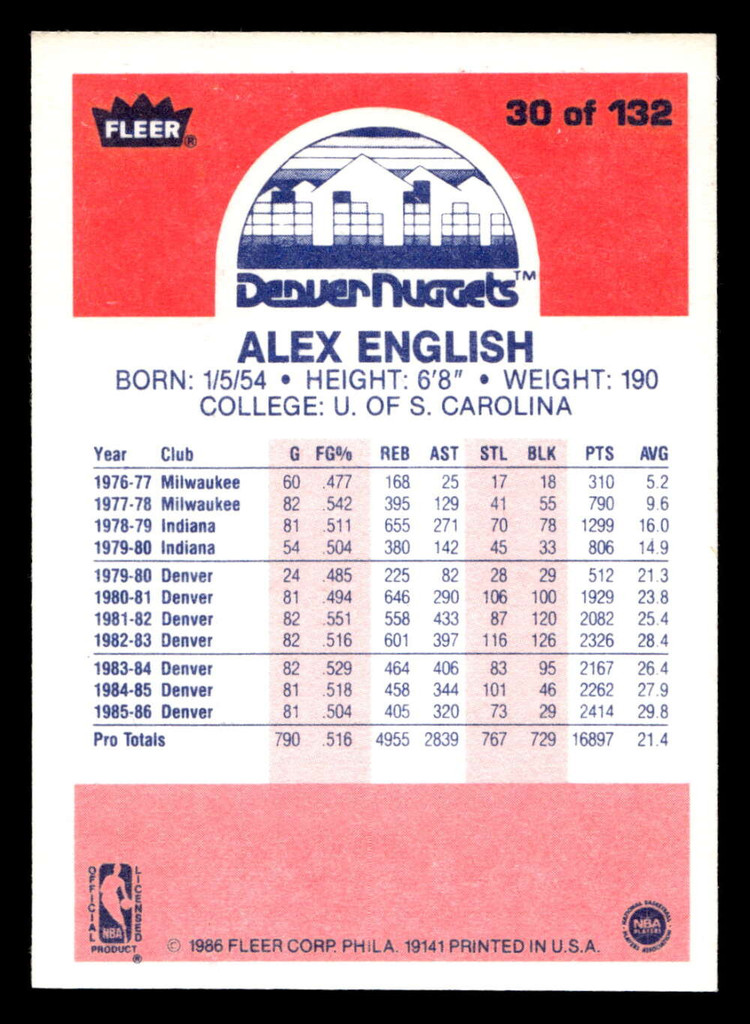 FLEER®
30 of 132
Denver Nuggets™
ALEX ENGLISH
BORN: 1/5/54 • HEIGHT: 6'8" • WEIGHT: 190
COLLEGE: U. OF S. CAROLINA
Year Club G FG% REB AST STL BLK PTS AVG
1976-77 Milwaukee 60 .477 168 25 17 18 310 5.2
1977-78 Milwaukee 82 .542 395 129 41 55 790 9.6
1978-79 Indiana 81 .511 655 271 70 78 1299 16.0
1979-80 Indiana 54 .504 380 142 45 33 806 14.9
1979-80 Denver 24 .485 225 82 28 29 512 21.3
1980-81 Denver 81 .494 646 290 106 100 1929 23.8
1981-82 Denver 82 .551 558 433 87 120 2082 25.4
1982-83 Denver 82 .516 601 397 116 126 2326 28.4
1983-84 Denver 82 .529 464 406 83 95 2167 26.4
1984-85 Denver 81 .518 458 344 101 46 2262 27.9
1985-86 Denver 81 .504 405 320 73 29 2414 29.8
Pro Totals 790 .516 4955 2839 767 729 16897 21.4
OFFICIAL LICENSED
NBA
PRODUCT®
© 1986 FLEER CORP. PHILA. 19141 PRINTED IN U.S.A.
NATIONAL BASKETBALL
NBA
PLAYERS
PLAYERS ASSOCIATION